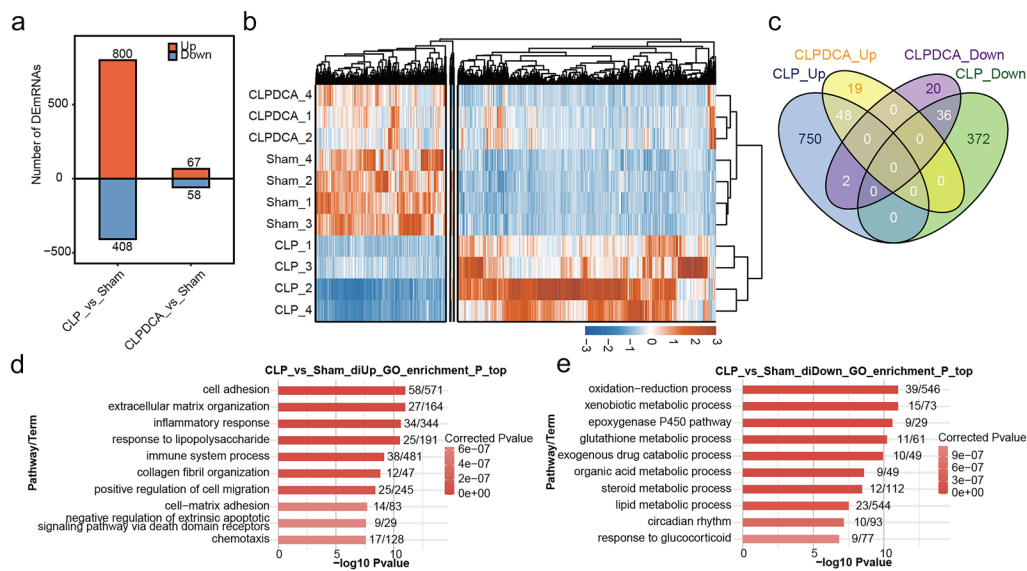 a
Number of DEmRNAs
500
0
−500
800
408
67
58
Up
Down
CLP_vs_Sham
CLPDCA_vs_Sham
b
CLPDCA_4
CLPDCA_1
CLPDCA_2
Sham_4
Sham_2
Sham_1
Sham_3
CLP_1
CLP_3
CLP_2
CLP_4
-3 -2 -1 0 1 2 3
c
CLPDCA_Up CLPDCA_Down
CLP_Up CLP_Down
19 20
48 0 36
750 0 0 372
2 0 0
0 0
0
d
CLP_vs_Sham_diUp_GO_enrichment_P_top
Pathway/Term
cell adhesion 58/571
extracellular matrix organization 27/164
inflammatory response 34/344
response to lipopolysaccharide 25/191
immune system process 38/481
collagen fibril organization 12/47
positive regulation of cell migration 25/245
cell−matrix adhesion 14/83
negative regulation of extrinsic apoptotic
signaling pathway via death domain receptors 9/29
chemotaxis 17/128
0 5 10
−log10 Pvalue
Corrected Pvalue
6e−07
4e−07
2e−07
0e+00
e
CLP_vs_Sham_diDown_GO_enrichment_P_top
Pathway/Term
oxidation−reduction process 39/546
xenobiotic metabolic process 15/73
epoxygenase P450 pathway 9/29
glutathione metabolic process 11/61
exogenous drug catabolic process 10/49
organic acid metabolic process 9/49
steroid metabolic process 12/112
lipid metabolic process 23/544
circadian rhythm 10/93
response to glucocorticoid 9/77
0 5 10
−log10 Pvalue
Corrected Pvalue
9e−07
6e−07
3e−07
0e+00